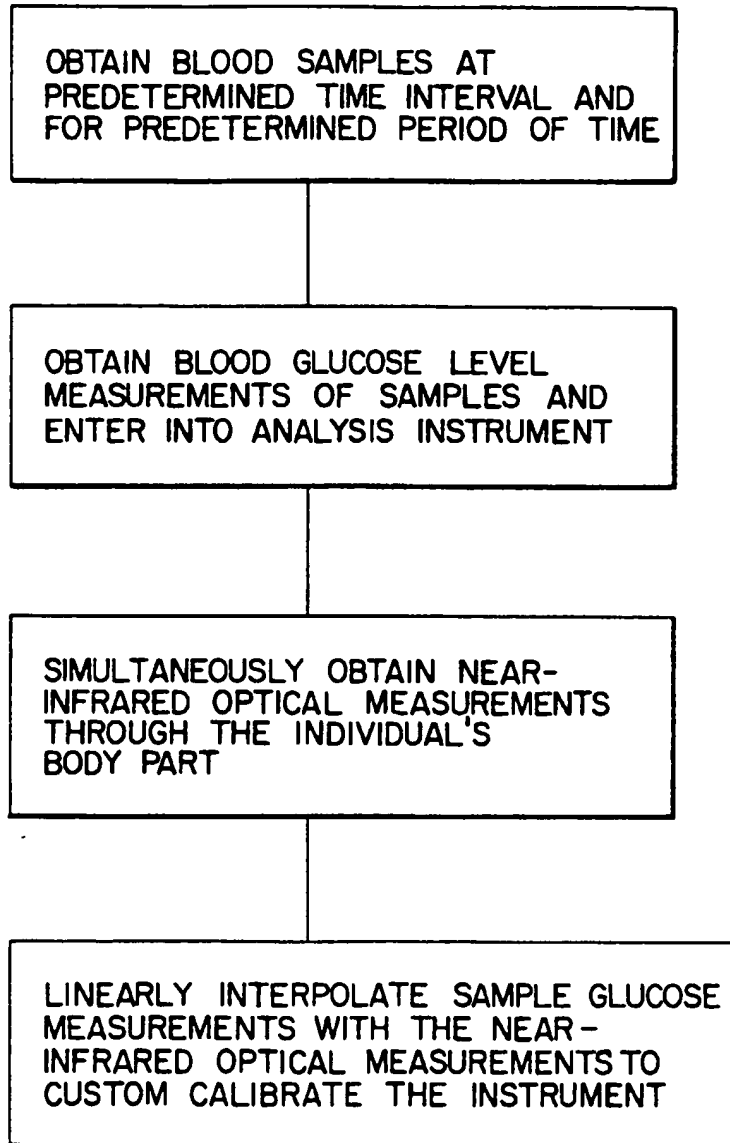 OBTAIN BLOOD SAMPLES AT
PREDETERMINED TIME INTERVAL AND
FOR PREDETERMINED PERIOD OF TIME
OBTAIN BLOOD GLUCOSE LEVEL
MEASUREMENTS OF SAMPLES AND
ENTER INTO ANALYSIS INSTRUMENT
SIMULTANEOUSLY OBTAIN NEAR-
INFRARED OPTICAL MEASUREMENTS
THROUGH THE INDIVIDUAL'S
BODY PART
LINEARLY INTERPOLATE SAMPLE GLUCOSE
MEASUREMENTS WITH THE NEAR-
INFRARED OPTICAL MEASUREMENTS TO
CUSTOM CALIBRATE THE INSTRUMENT